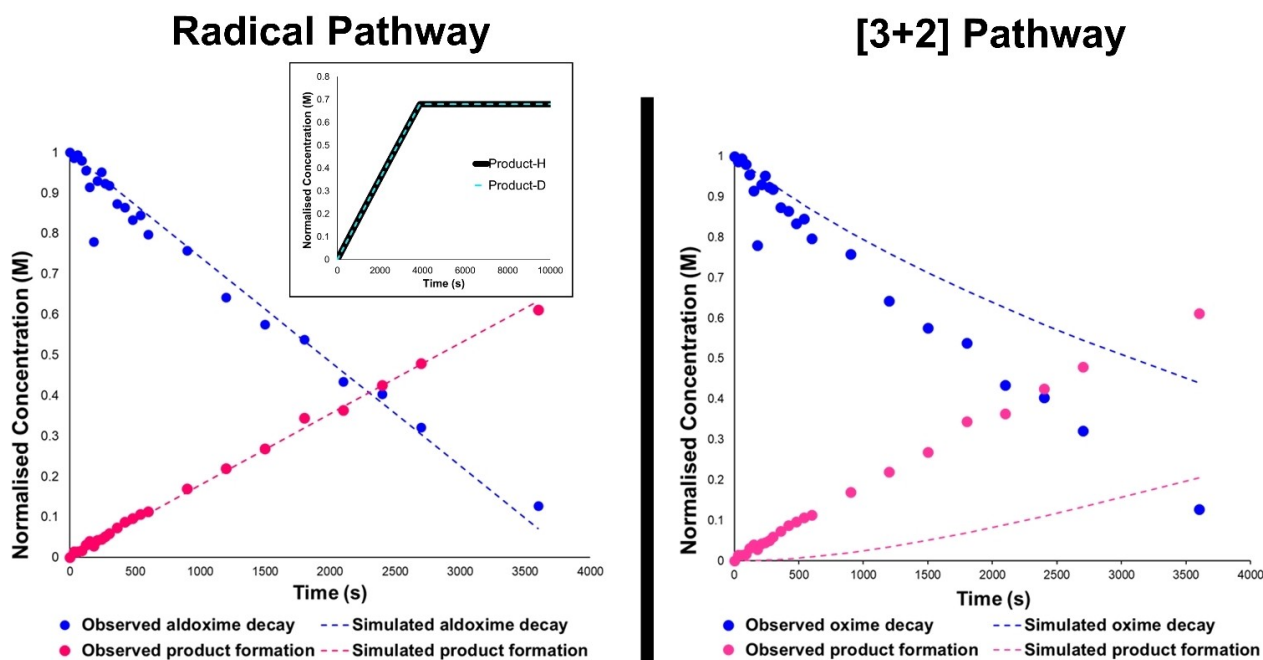 Radical Pathway
Normalised Concentration (M)
1
0.9
0.8
0.7
0.6
0.5
0.4
0.3
0.2
0.1
0
0 500 1000 1500 2000 2500 3000 3500 4000
Time (s)
Normalised Concentration (M)
0.8
0.7
0.6
0.5
0.4
0.3
0.2
0.1
0
Product-H
Product-D
0 2000 4000 6000 8000 10000
Time (s)
Observed aldoxime decay Simulated aldoxime decay
Observed product formation Simulated product formation
[3+2] Pathway
Normalised Concentration (M)
1
0.9
0.8
0.7
0.6
0.5
0.4
0.3
0.2
0.1
0
0 500 1000 1500 2000 2500 3000 3500 4000
Time (s)
Observed oxime decay Simulated oxime decay
Observed product formation Simulated product formation